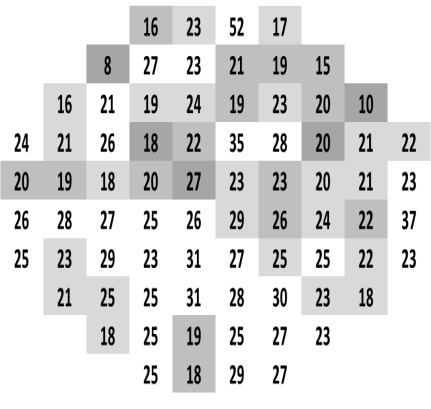 16 23 52 17
8 27 23 21 19 15
16 21 19 24 19 23 20 10
24 21 26 18 22 35 28 20 21 22
20 19 18 20 27 23 23 20 21 23
26 28 27 25 26 29 26 24 22 37
25 23 29 23 31 27 25 25 22 23
21 25 25 31 28 30 23 18
18 25 19 25 27 23
25 18 29 27